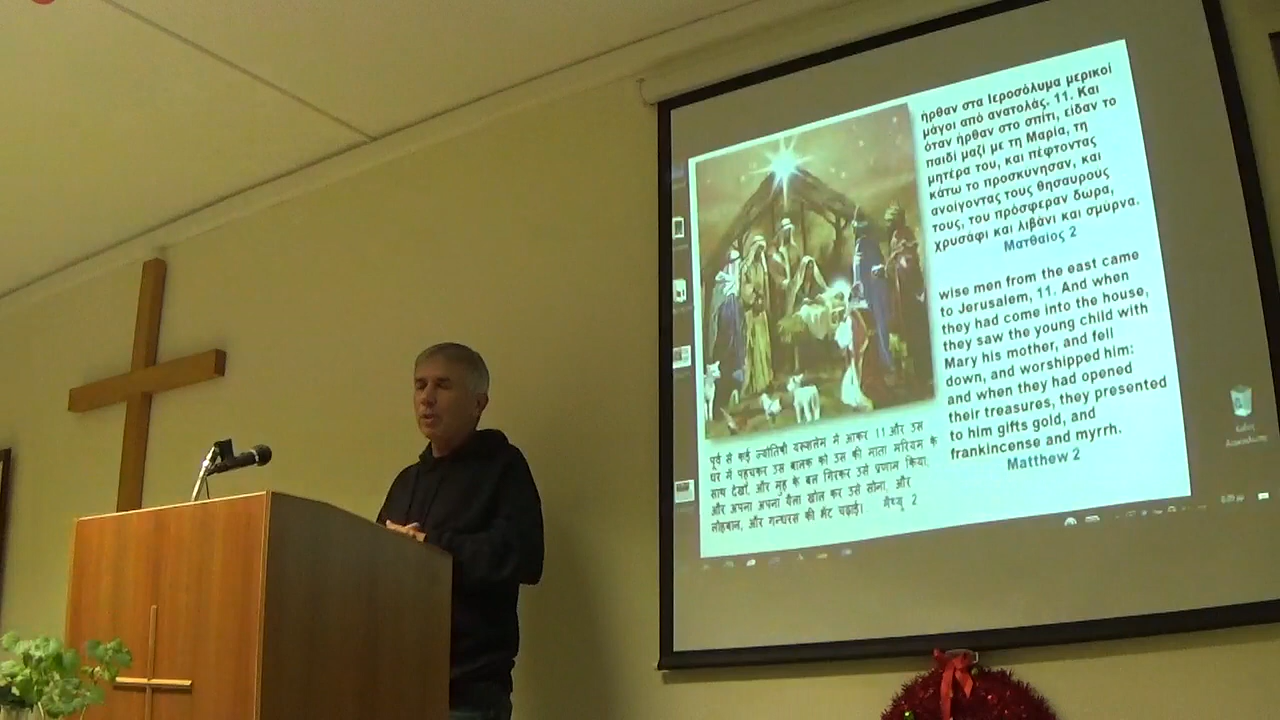 ήρθαν στα Ιεροσόλυμα μερικοί
μάγοι από ανατολάς. 11. Και
όταν ήρθαν στο σπίτι, είδαν το
παιδί μαζί με τη Μαρία, τη
μητέρα του, και πέφτοντας
κάτω το προσκυνησαν, και
ανοίγοντας τους θησαυρους
τους, του πρόσφεραν δωρα,
χρυσάφι και λιβάνι και σμύρνα.
Ματθαίος 2
wise men from the east came
to Jerusalem, 11. And when
they had come into the house,
they saw the young child with
Mary his mother, and fell
down, and worshipped him:
and when they had opened
their treasures, they presented
to him gifts gold, and
frankincense and myrrh.
Matthew 2
पूर्व से कई ज्योतिषी यरूशलेम में आकर 11 और उस
घर में पहुंचकर उस बालक को उस की माता मरियम के
साथ देखा, और मुंह के बल गिरकर उसे प्रणाम किया,
और अपना अपना थैला खोल कर उसे सोना, और
लोहबान, और गन्धरस की भेंट चढ़ाई। मैथ्यू 2